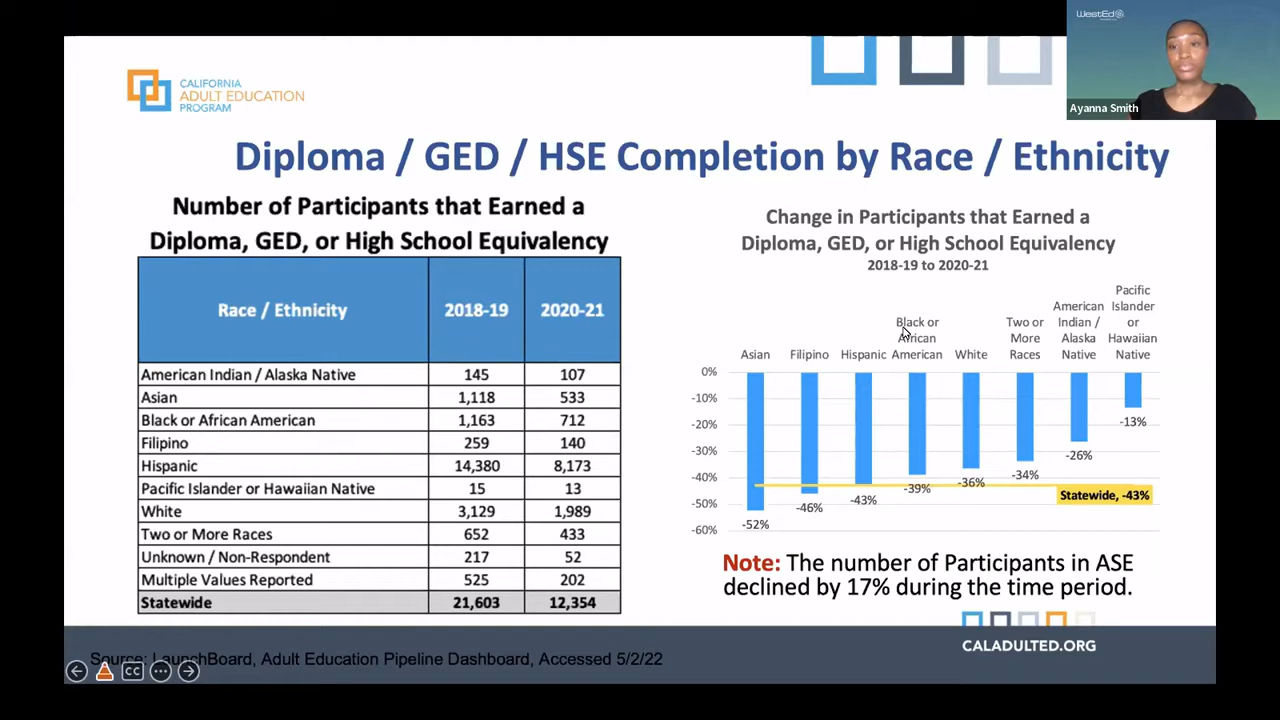 WestEd
Ayanna Smith
CALIFORNIA
ADULT EDUCATION
PROGRAM
Diploma / GED / HSE Completion by Race / Ethnicity
Number of Participants that Earned a
Diploma, GED, or High School Equivalency
Race / Ethnicity 2018-19 2020-21
American Indian / Alaska Native 145 107
Asian 1,118 533
Black or African American 1,163 712
Filipino 259 140
Hispanic 14,380 8,173
Pacific Islander or Hawaiian Native 15 13
White 3,129 1,989
Two or More Races 652 433
Unknown / Non-Respondent 217 52
Multiple Values Reported 525 202
Statewide 21,603 12,354
Change in Participants that Earned a
Diploma, GED, or High School Equivalency
2018-19 to 2020-21
Pacific
American Islander
Black or Two or Indian / or
African More Alaska Hawaiian
Asian Filipino Hispanic American White Races Native Native
0%
-10%
-20%
-30%
-40%
-50%
-60%
-13%
-26%
-34%
-36%
-39%
-43%
-46%
-52%
Statewide, -43%
Note: The number of Participants in ASE
declined by 17% during the time period.
CALADULTED.ORG
Source: LaunchBoard, Adult Education Pipeline Dashboard, Accessed 5/2/22
CC